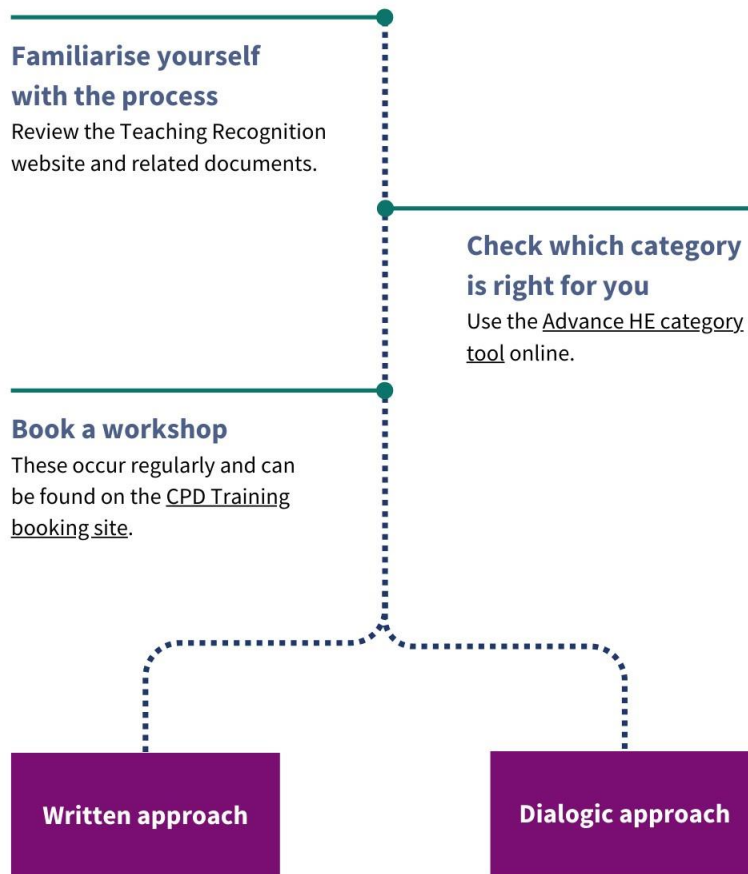 Familiarise yourself
with the process
Review the Teaching Recognition
website and related documents.
Check which category
is right for you
Use the Advance HE category
tool online.
Book a workshop
These occur regularly and can
be found on the CPD Training
booking site.
Written approach
Dialogic approach